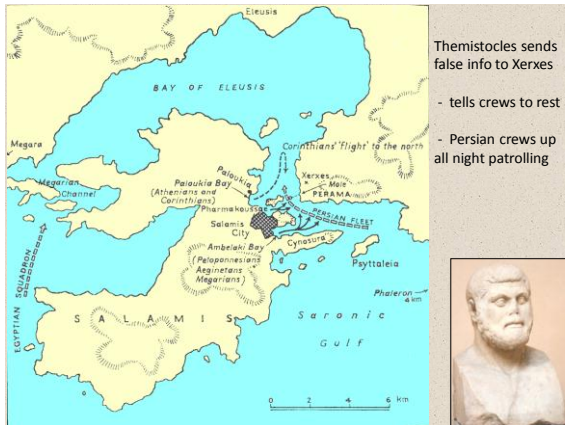 Eleusis
BAY OF ELEUSIS
Megara
Corinthians' 'flight' to the north
Megarian
Channel
Paloukia
Xerxes
Mole
PERAMA
Paloukia Bay
(Athenians and
Corinthians)
Pharmakoussae
PERSIAN FLEET
Salamis
City
Ambelaki Bay
(Peloponnesians
Aeginetans
Megarians)
Cynosura
Psyttaleia
EGYPTIAN SQUADRON
Phaleron
km
SALAMIS
Saronic
Gulf
0 2 4 6 km
Themistocles sends
false info to Xerxes
- tells crews to rest
- Persian crews up
all night patrolling